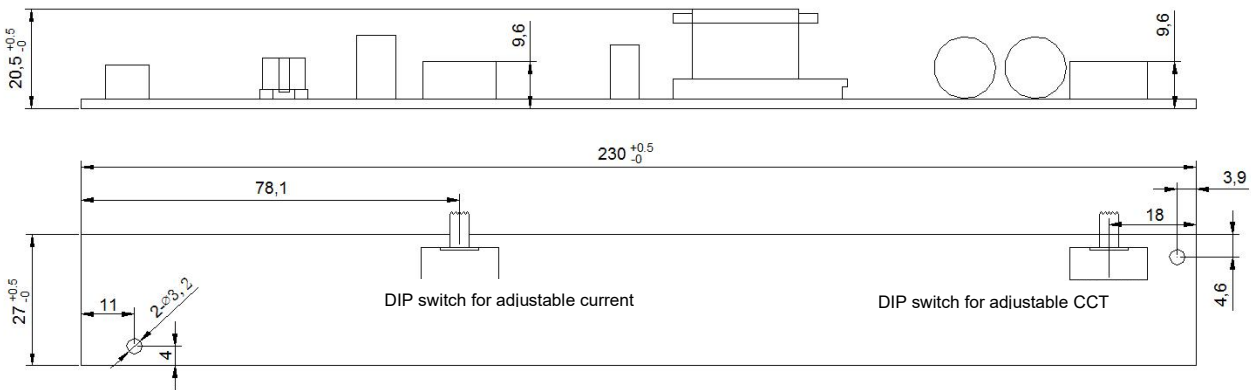 20,5 +0.5 -0
9,6
9,6
230 +0.5 -0
78,1
3,9
18
27 +0.5 -0
11
2-⌀3,2
4
4,6
DIP switch for adjustable current
DIP switch for adjustable CCT